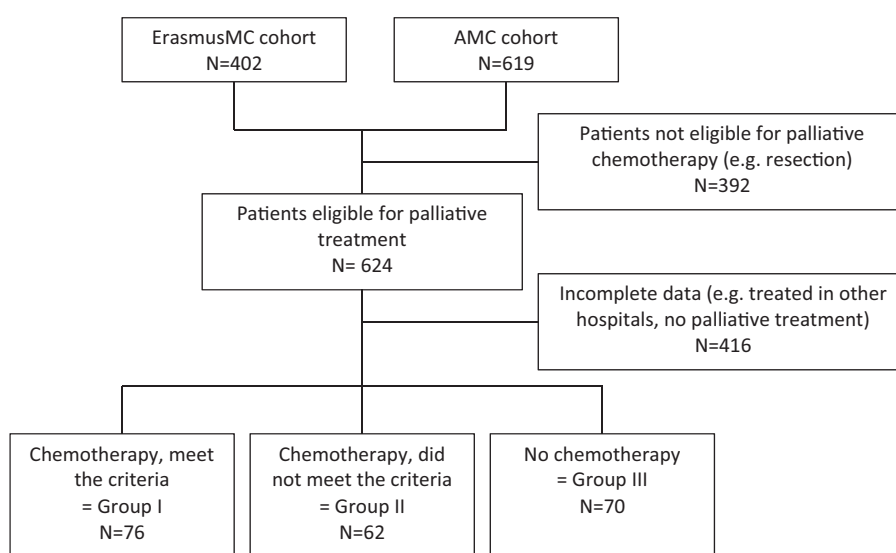 ErasmusMC cohort
N=402
AMC cohort
N=619
Patients not eligible for palliative
chemotherapy (e.g. resection)
N=392
Patients eligible for palliative
treatment
N= 624
Incomplete data (e.g. treated in other
hospitals, no palliative treatment)
N=416
Chemotherapy, meet
the criteria
= Group I
N=76
Chemotherapy, did
not meet the criteria
= Group II
N=62
No chemotherapy
= Group III
N=70